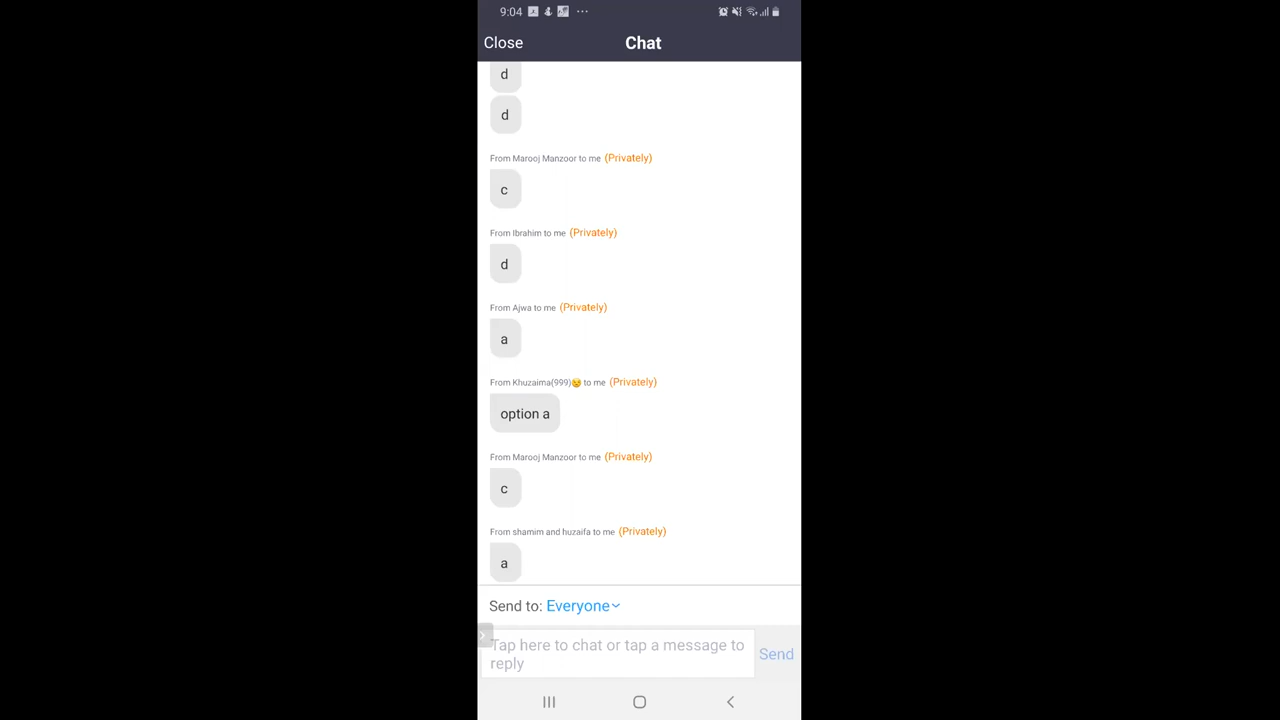 9:04
Close
Chat
d
d
From Marooj Manzoor to me (Privately)
c
From Ibrahim to me (Privately)
d
From Ajwa to me (Privately)
a
From Khuzaima(999)😒 to me (Privately)
option a
From Marooj Manzoor to me (Privately)
c
From shamim and huzaifa to me (Privately)
a
Send to: Everyone
Tap here to chat or tap a message to
reply
Send